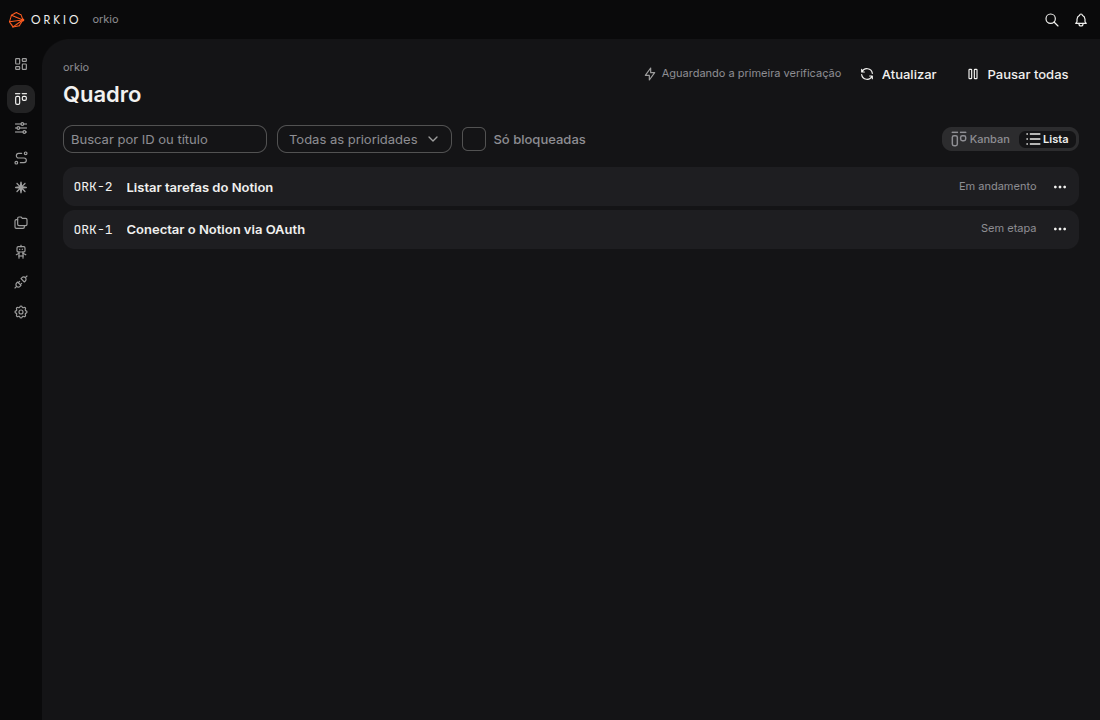 ORKIO orkio
orkio
Quadro
Aguardando a primeira verificação Atualizar Pausar todas
Buscar por ID ou título Todas as prioridades Só bloqueadas Kanban Lista
ORK-2 Listar tarefas do Notion Em andamento
ORK-1 Conectar o Notion via OAuth Sem etapa